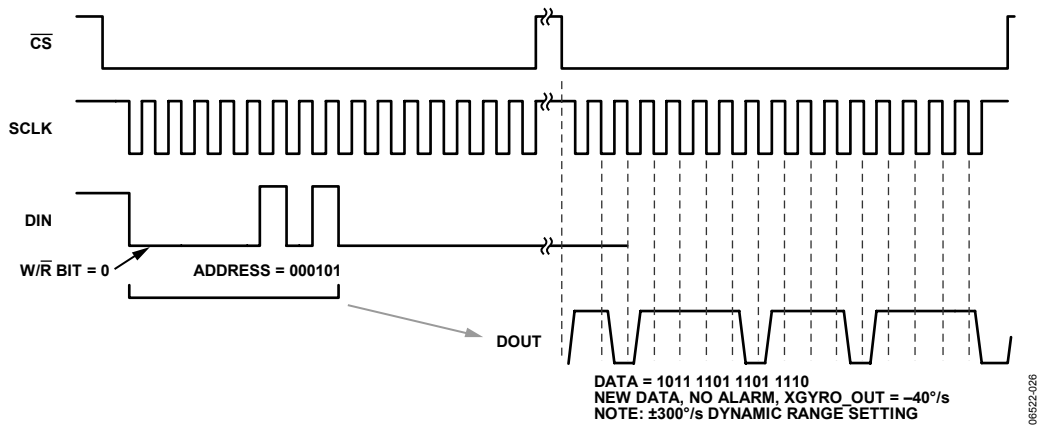 CS
SCLK
DIN
W/R BIT = 0
ADDRESS = 000101
DOUT
DATA = 1011 1101 1101 1110
NEW DATA, NO ALARM, XGYRO_OUT = –40°/s
NOTE: ±300°/s DYNAMIC RANGE SETTING
06522-026